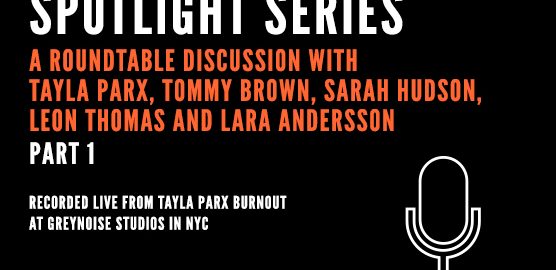 SPOTLIGHT SERIES
A ROUNDTABLE DISCUSSION WITH
TAYLA PARX, TOMMY BROWN, SARAH HUDSON,
LEON THOMAS AND LARA ANDERSSON
PART 1
RECORDED LIVE FROM TAYLA PARX BURNOUT
AT GREYNOISE STUDIOS IN NYC